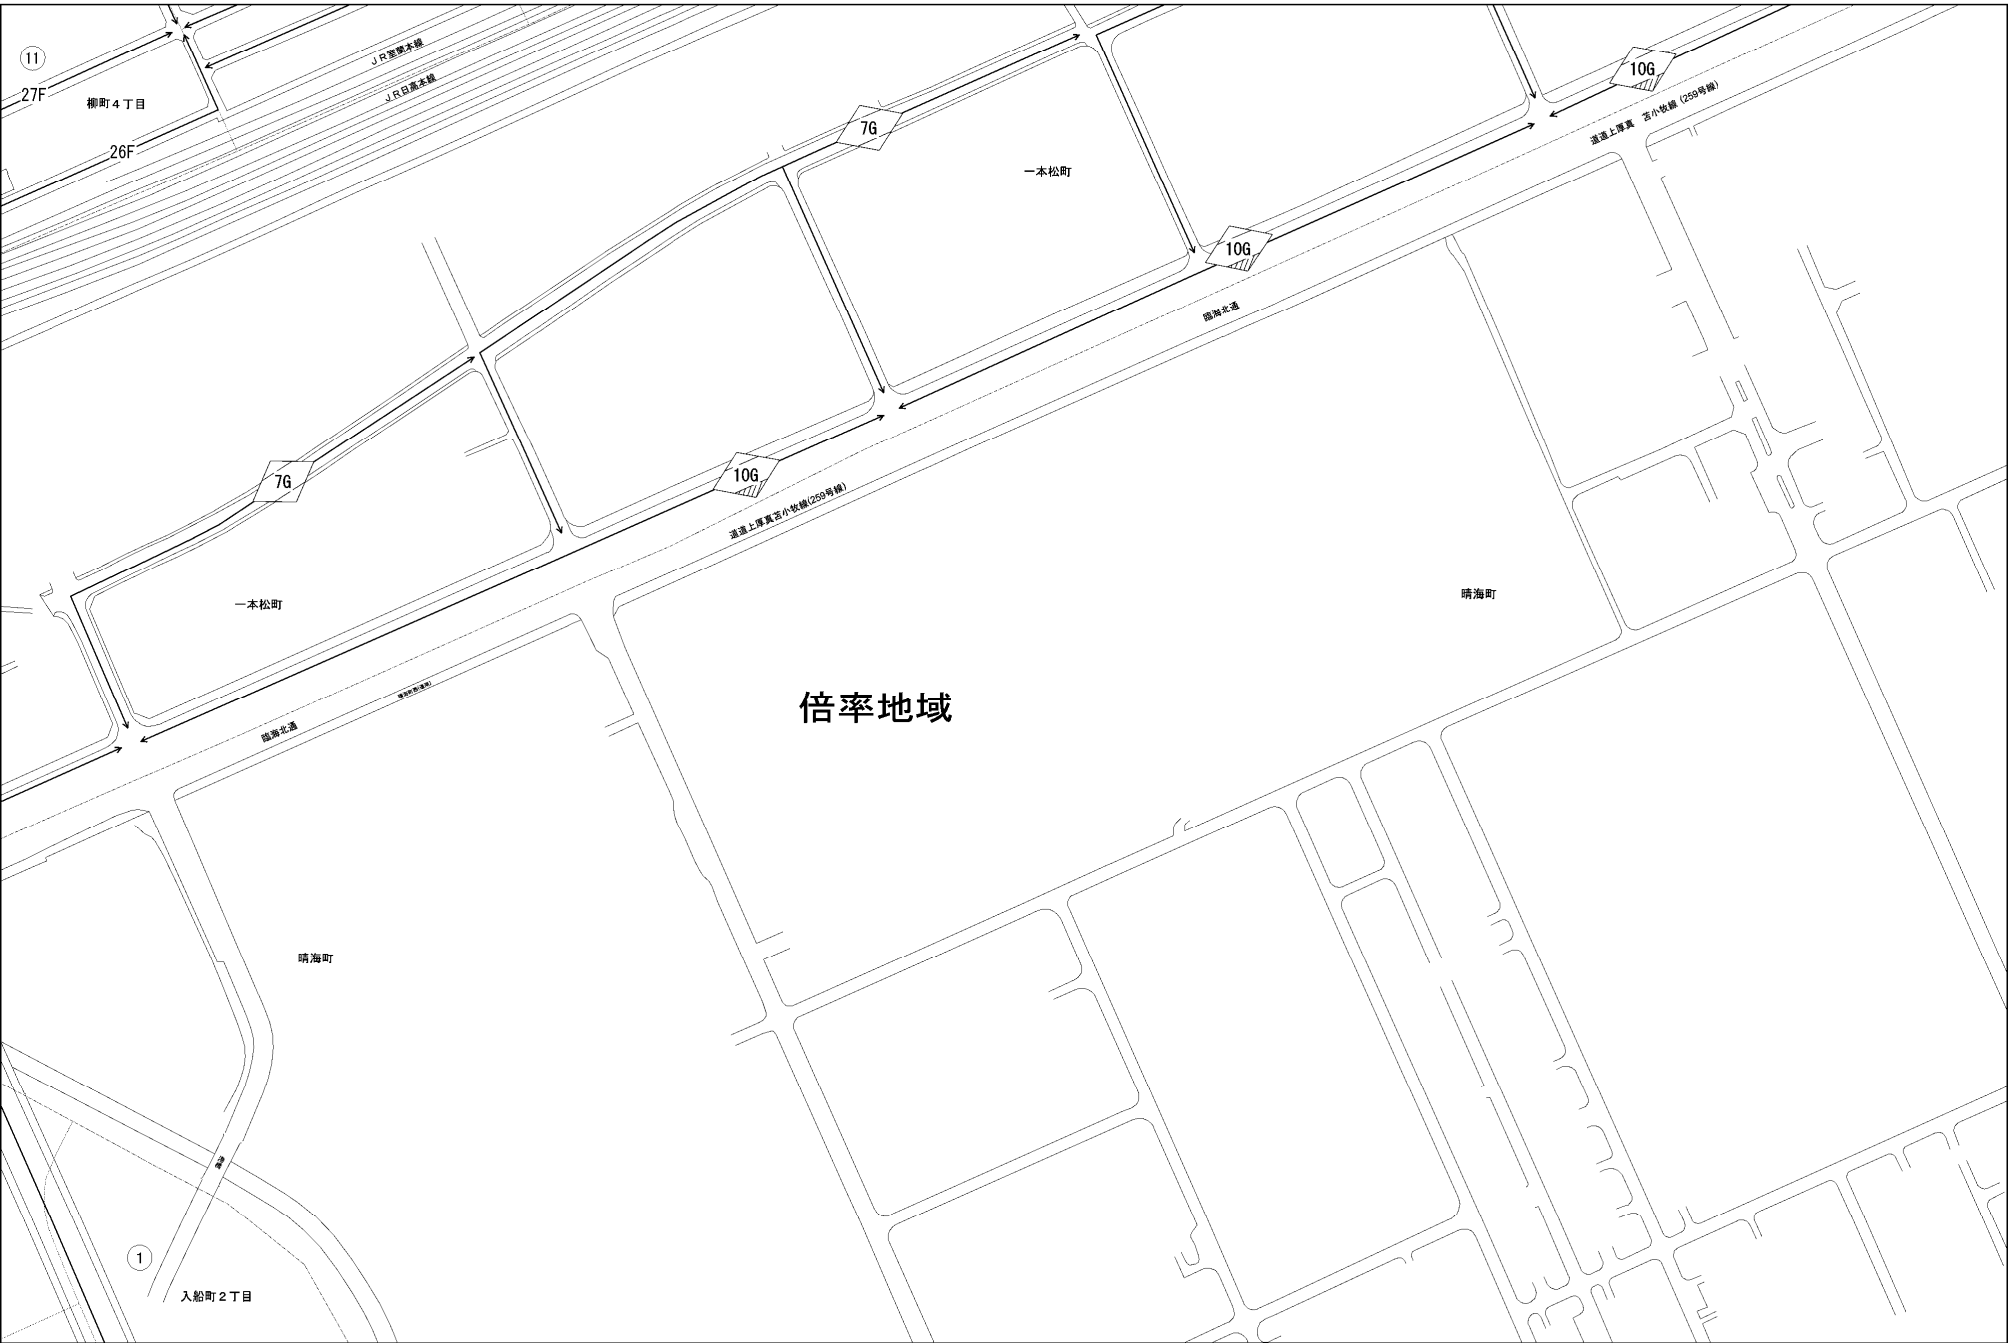 11
27F
柳町4丁目
26F
JR室蘭本線
JR日高本線
7G
一本松町
10G
道道上厚真 苫小牧線(259号線)
10G
臨海北通
7G
10G
道道上厚真苫小牧線(259号線)
一本松町
晴海町
倍率地域
臨海北通
晴海町
1
入船町2丁目